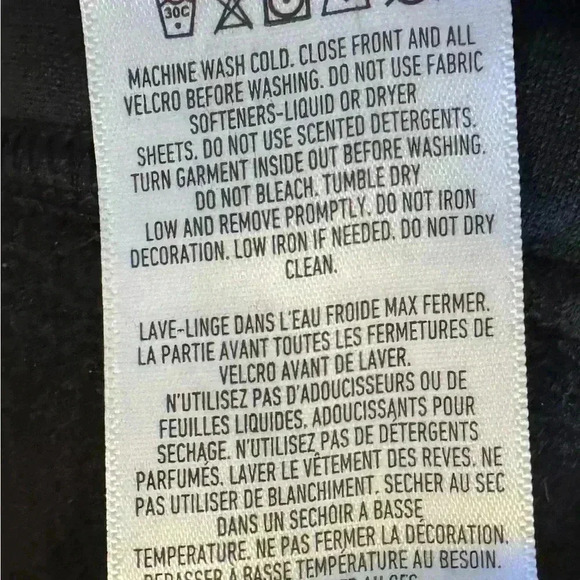 30C
MACHINE WASH COLD. CLOSE FRONT AND ALL
VELCRO BEFORE WASHING. DO NOT USE FABRIC
SOFTENERS-LIQUID OR DRYER
SHEETS. DO NOT USE SCENTED DETERGENTS.
TURN GARMENT INSIDE OUT BEFORE WASHING.
DO NOT BLEACH. TUMBLE DRY
LOW AND REMOVE PROMPTLY. DO NOT IRON
DECORATION. LOW IRON IF NEEDED. DO NOT DRY
CLEAN.
LAVE-LINGE DANS L'EAU FROIDE MAX FERMER.
LA PARTIE AVANT TOUTES LES FERMETURES DE
VELCRO AVANT DE LAVER.
N'UTILISEZ PAS D'ADOUCISSEURS OU DE
FEUILLES LIQUIDES, ADOUCISSANTS POUR
SECHAGE. N'UTILISEZ PAS DE DÉTERGENTS
PARFUMÉS. LAVER LE VÊTEMENT DES REVES. NE
PAS UTILISER DE BLANCHIMENT. SECHER AU SEC
DANS UN SECHOIR A BASSE
TEMPERATURE. NE PAS FERMER LA DÉCORATION.
REPASSER À BASSE TEMPÉRATURE AU BESOIN.